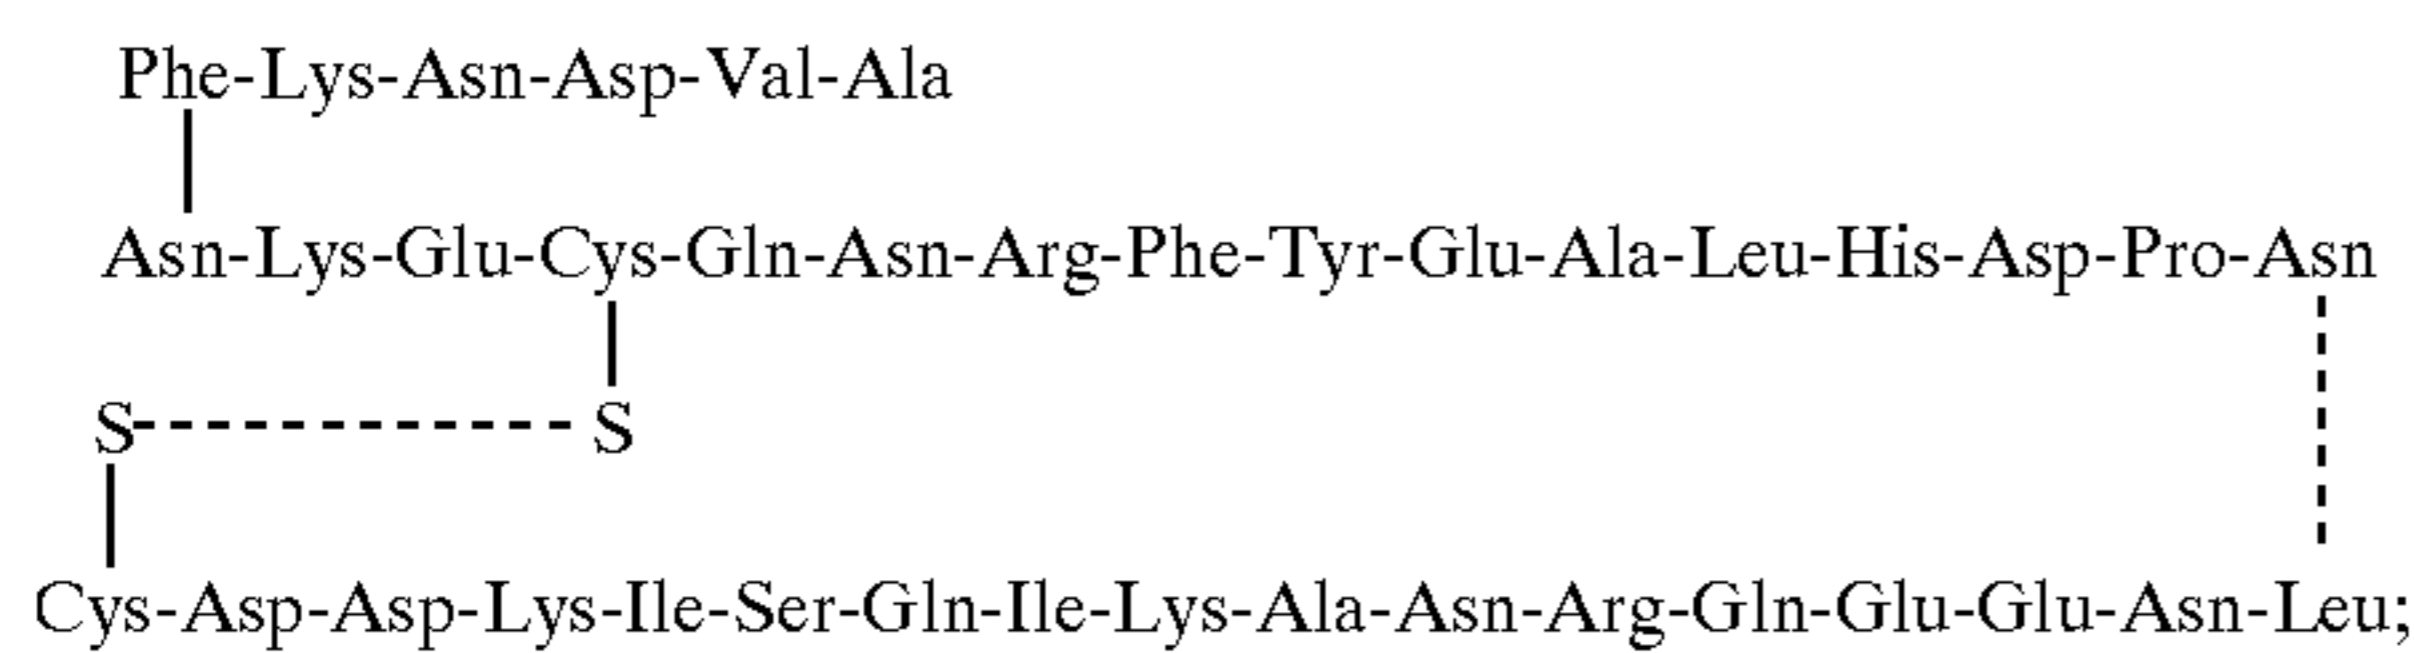 Phe-Lys-Asn-Asp-Val-Ala
Asn-Lys-Glu-Cys-Gln-Asn-Arg-Phe-Tyr-Glu-Ala-Leu-His-Asp-Pro-Asn
S S
Cys-Asp-Asp-Lys-Ile-Ser-Gln-Ile-Lys-Ala-Asn-Arg-Gln-Glu-Glu-Asn-Leu;